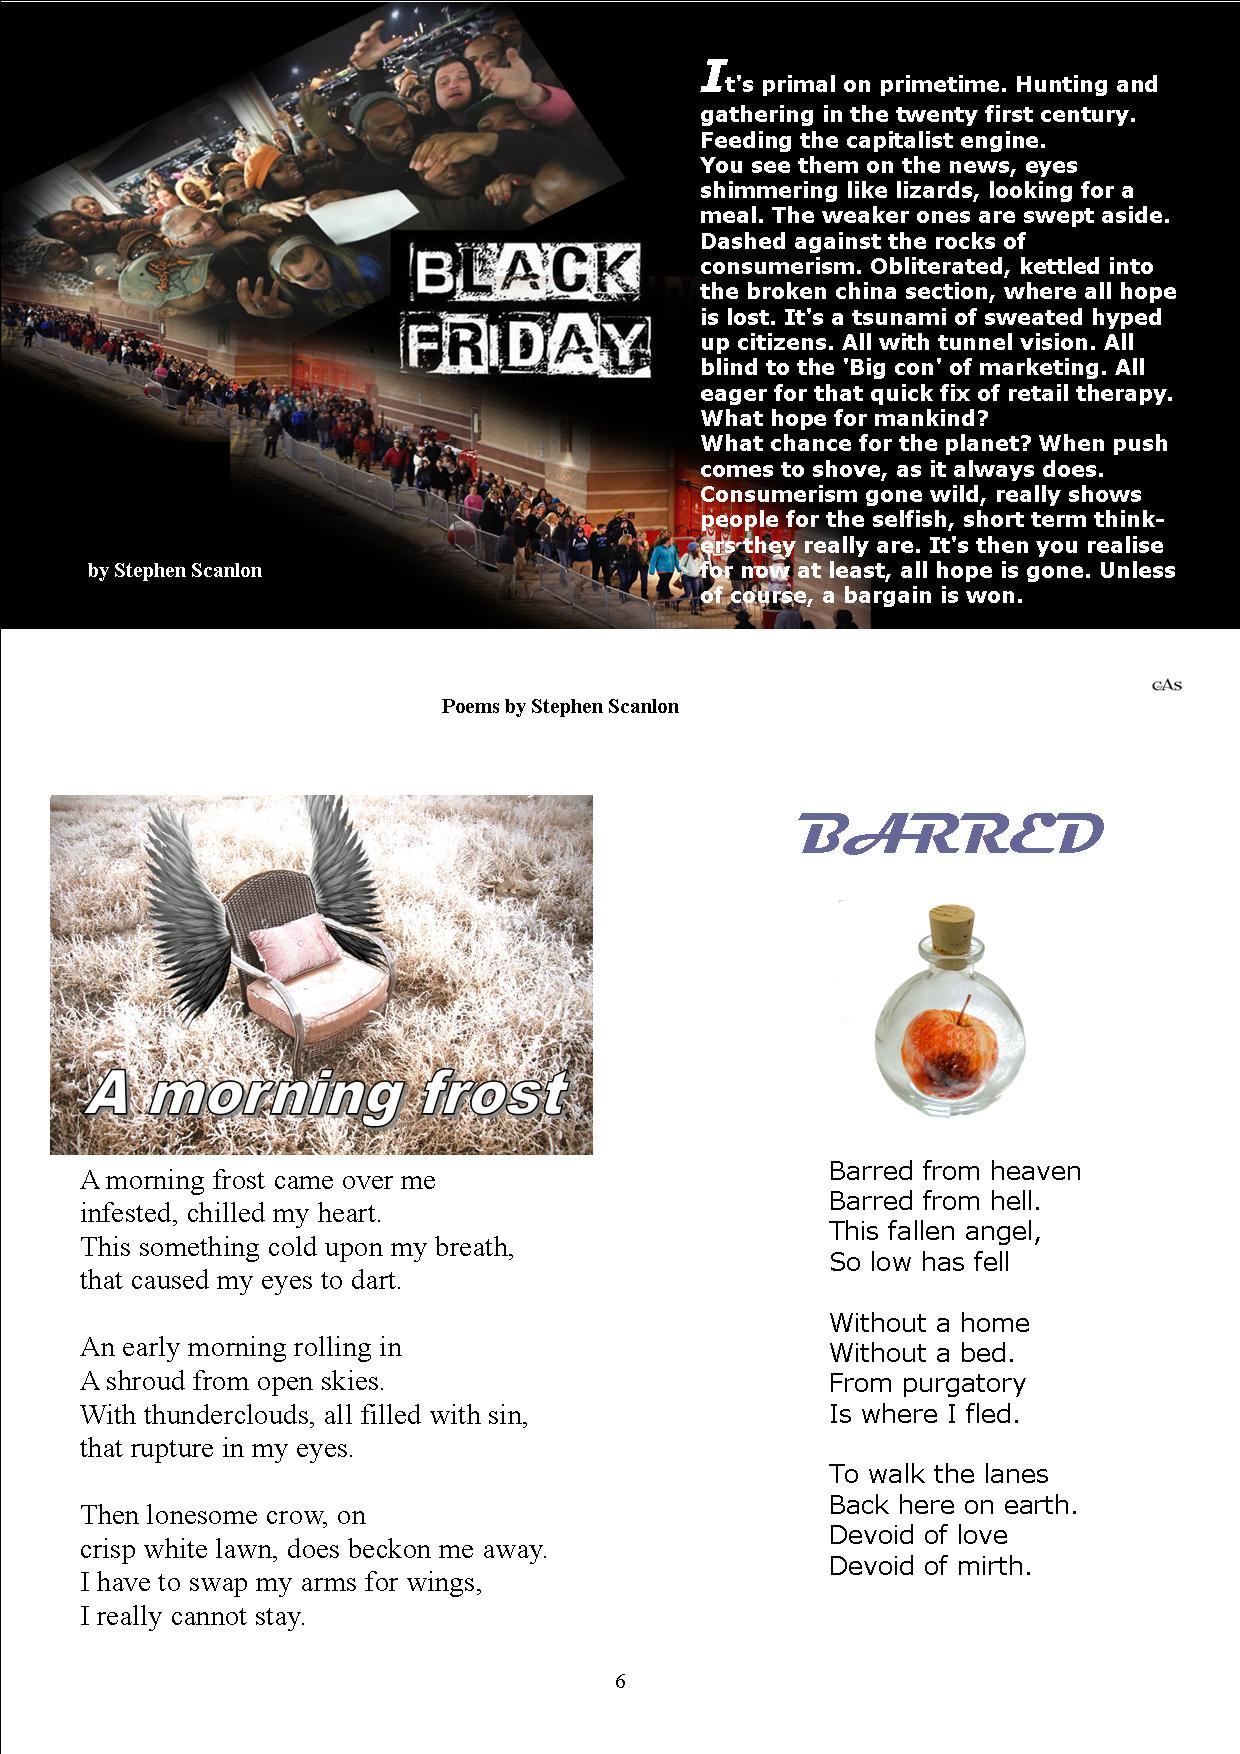 BLACK
FRIDAY
by Stephen Scanlon
It's primal on primetime. Hunting and
gathering in the twenty first century.
Feeding the capitalist engine.
You see them on the news, eyes
shimmering like lizards, looking for a
meal. The weaker ones are swept aside.
Dashed against the rocks of
consumerism. Obliterated, kettled into
the broken china section, where all hope
is lost. It's a tsunami of sweated hyped
up citizens. All with tunnel vision. All
blind to the 'Big con' of marketing. All
eager for that quick fix of retail therapy.
What hope for mankind?
What chance for the planet? When push
comes to shove, as it always does.
Consumerism gone wild, really shows
people for the selfish, short term think-
ers they really are. It's then you realise
for now at least, all hope is gone. Unless
of course, a bargain is won.
cAs
Poems by Stephen Scanlon
A morning frost
A morning frost came over me
infested, chilled my heart.
This something cold upon my breath,
that caused my eyes to dart.
An early morning rolling in
A shroud from open skies.
With thunderclouds, all filled with sin,
that rupture in my eyes.
Then lonesome crow, on
crisp white lawn, does beckon me away.
I have to swap my arms for wings,
I really cannot stay.
BARRED
Barred from heaven
Barred from hell.
This fallen angel,
So low has fell
Without a home
Without a bed.
From purgatory
Is where I fled.
To walk the lanes
Back here on earth.
Devoid of love
Devoid of mirth.
6